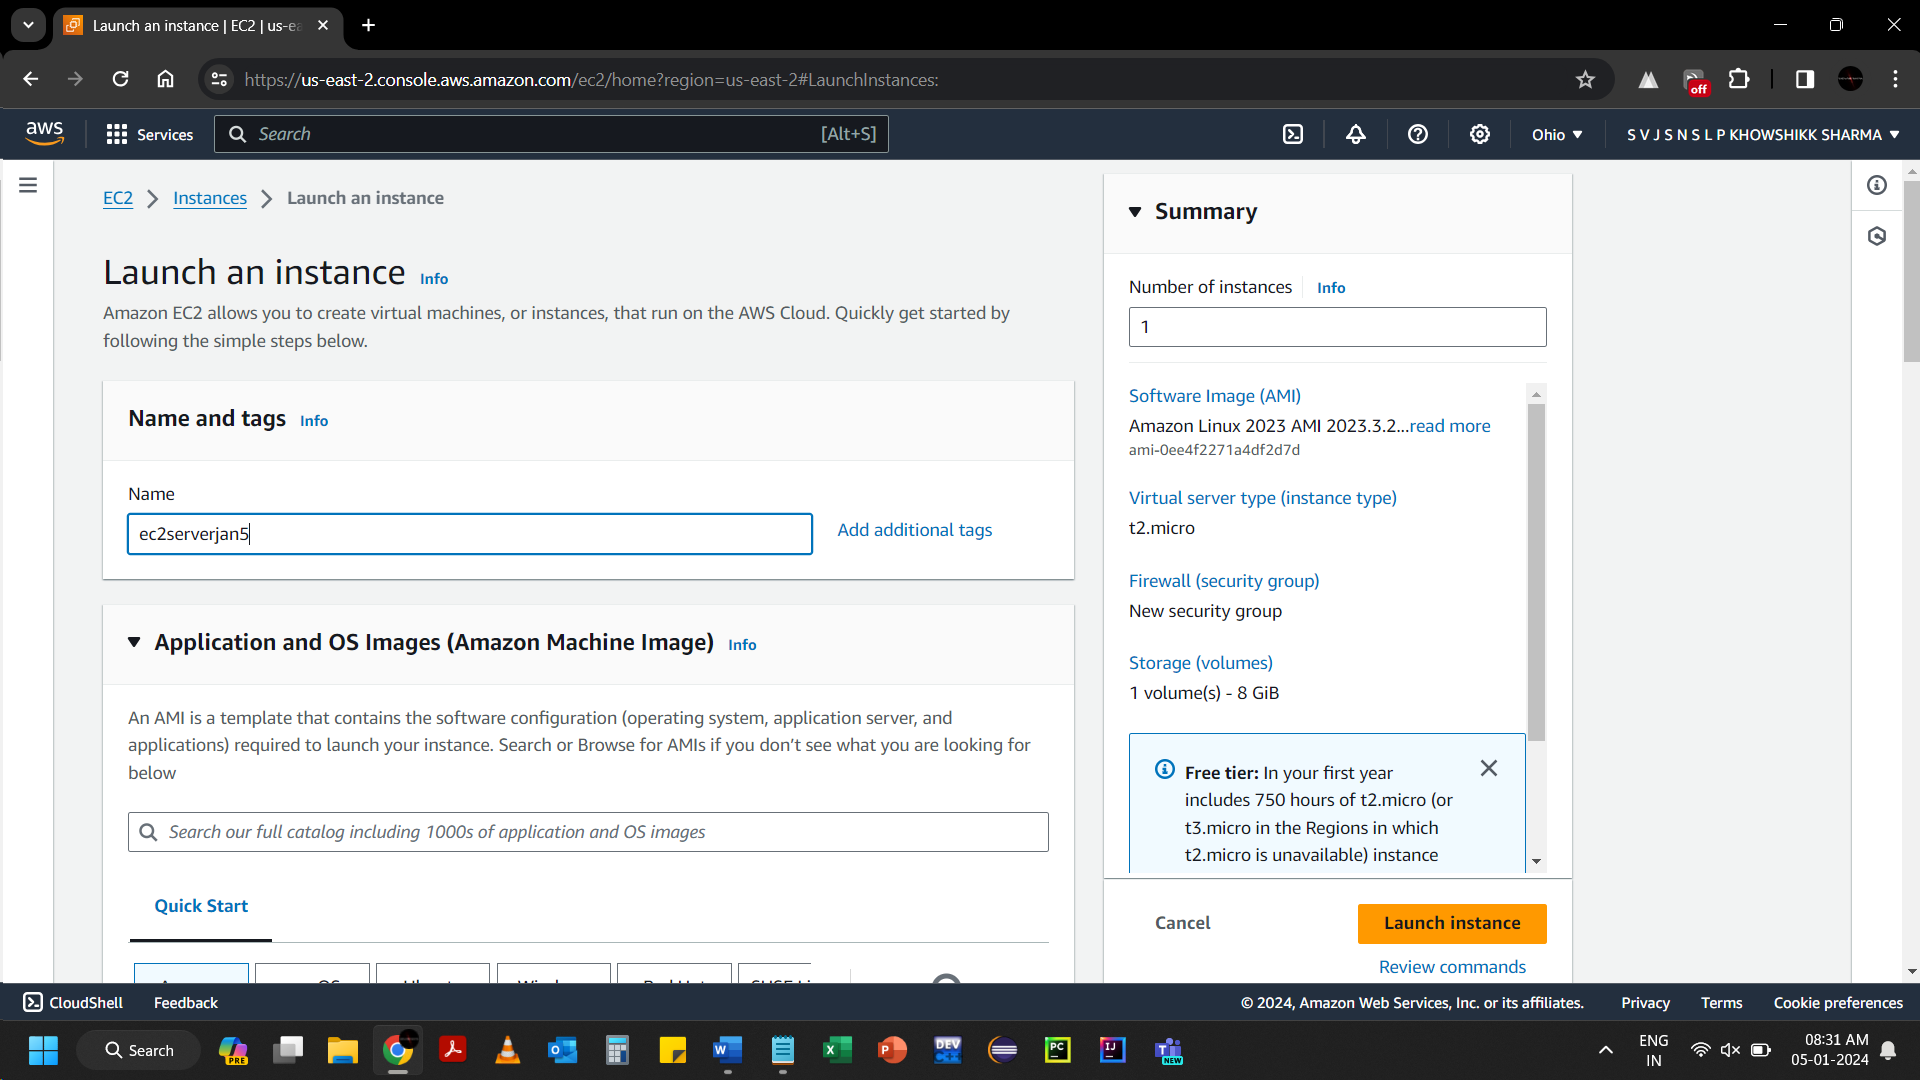 Launch an instance | EC2 | us-ea
https://us-east-2.console.aws.amazon.com/ec2/home?region=us-east-2#LaunchInstances:
off
aws
Services
Search
[Alt+S]
Ohio
S V J S N S L P KHOWSHIKK SHARMA
EC2
Instances
Launch an instance
Launch an instance Info
Amazon EC2 allows you to create virtual machines, or instances, that run on the AWS Cloud. Quickly get started by
following the simple steps below.
Name and tags Info
Name
ec2serverjan5
Add additional tags
Application and OS Images (Amazon Machine Image) Info
An AMI is a template that contains the software configuration (operating system, application server, and
applications) required to launch your instance. Search or Browse for AMIs if you don't see what you are looking for
below
Search our full catalog including 1000s of application and OS images
Quick Start
Summary
Number of instances Info
1
Software Image (AMI)
Amazon Linux 2023 AMI 2023.3.2...read more
ami-0ee4f2271a4df2d7d
Virtual server type (instance type)
t2.micro
Firewall (security group)
New security group
Storage (volumes)
1 volume(s) - 8 GiB
Free tier: In your first year
includes 750 hours of t2.micro (or
t3.micro in the Regions in which
t2.micro is unavailable) instance
Cancel
Launch instance
Review commands
CloudShell
Feedback
© 2024, Amazon Web Services, Inc. or its affiliates.
Privacy
Terms
Cookie preferences
Search
PRE
DEV
PC
IJ
NEW
ENG
IN
08:31 AM
05-01-2024